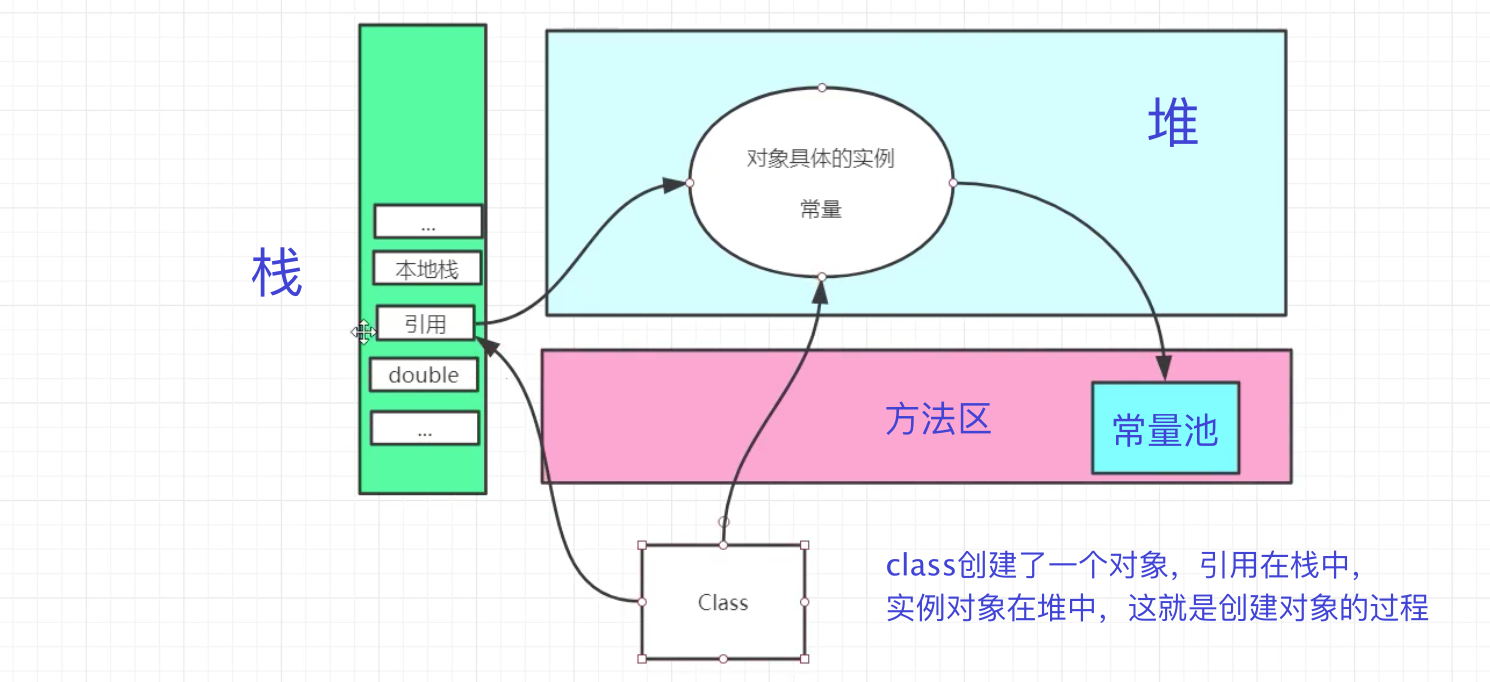 堆
对象具体的实例
常量
...
本地栈
栈
引用
double
...
方法区
常量池
class创建了一个对象，引用在栈中，
实例对象在堆中，这就是创建对象的过程
Class